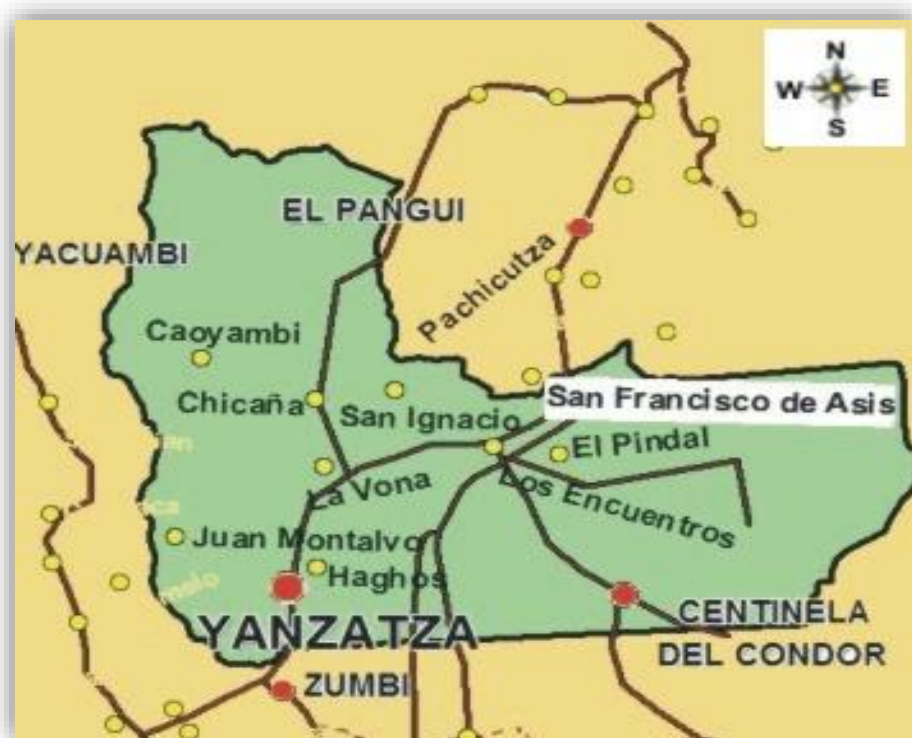 N
W E
S
EL PANGUI
YACUAMBI
Pachicutza
Caoyambi
Chicaña
San Ignacio
San Francisco de Asis
El Pindal
La Vona
Los Encuentros
Juan Montalvo
Haghos
YANZATZA
CENTINELA
DEL CONDOR
ZUMBI